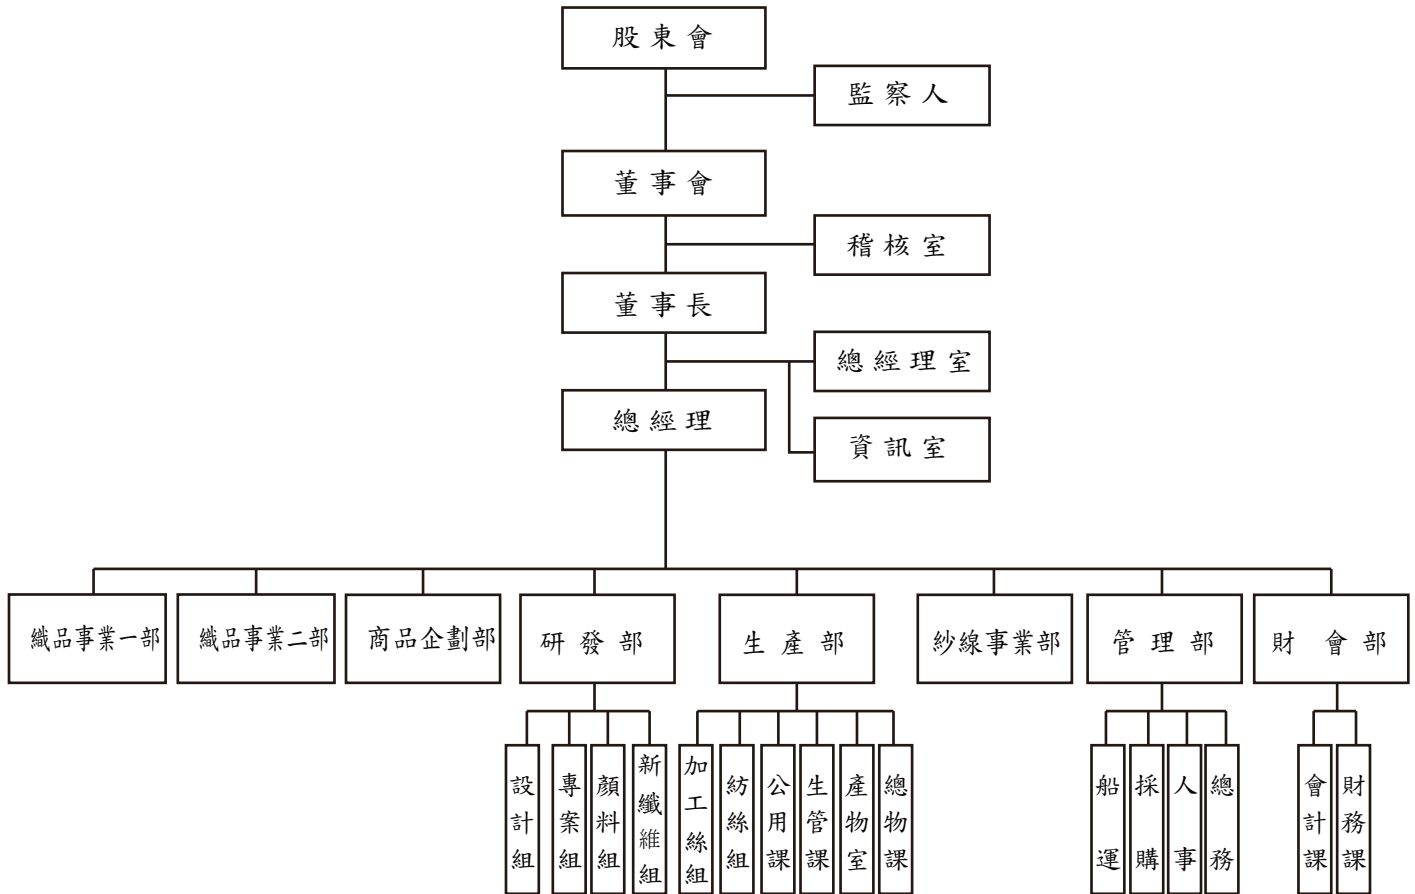 股東會
監察人
董事會
稽核室
董事長
總經理室
總經理
資訊室
織品事業一部
織品事業二部
商品企劃部
研發部
生產部
紗線事業部
管理部
財會部
設計組
專案組
顏料組
新纖維組
加工絲組
紡絲組
公用課
生管課
產物室
總物課
船運
採購
人事
總務
會計課
財務課